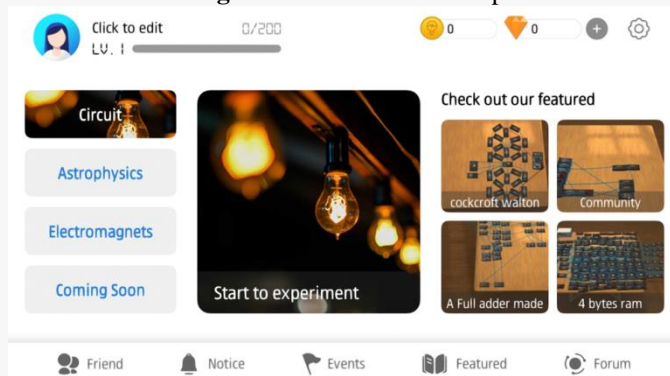 Click to edit
0/200
LV. 1
0
0
Circuit
Astrophysics
Electromagnets
Coming Soon
Start to experiment
Check out our featured
cockcroft walton
Community
A Full adder made
4 bytes ram
Friend
Notice
Events
Featured
Forum